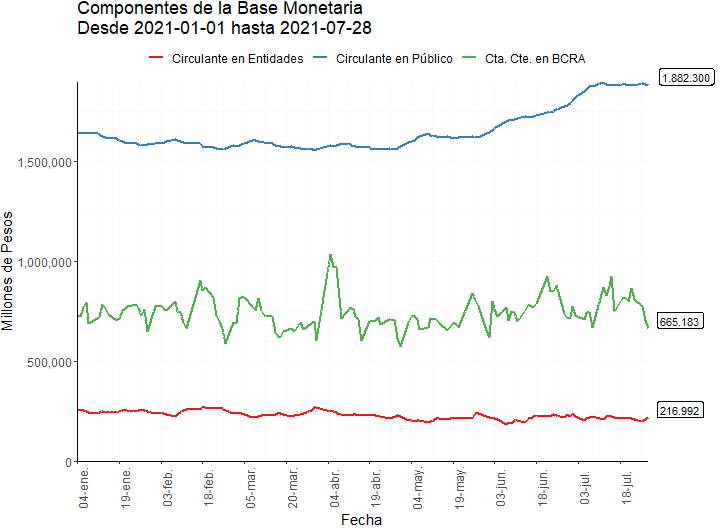 Componentes de la Base Monetaria
Desde 2021-01-01 hasta 2021-07-28
Circulante en Entidades Circulante en Público Cta. Cte. en BCRA
1.882.300
1,500,000
1,000,000
665.183
500,000
216.992
0
Millones de Pesos
04-ene. 19-ene. 03-feb. 18-feb. 05-mar. 20-mar. 04-abr. 19-abr. 04-may. 19-may. 03-jun. 18-jun. 03-jul. 18-jul.
Fecha